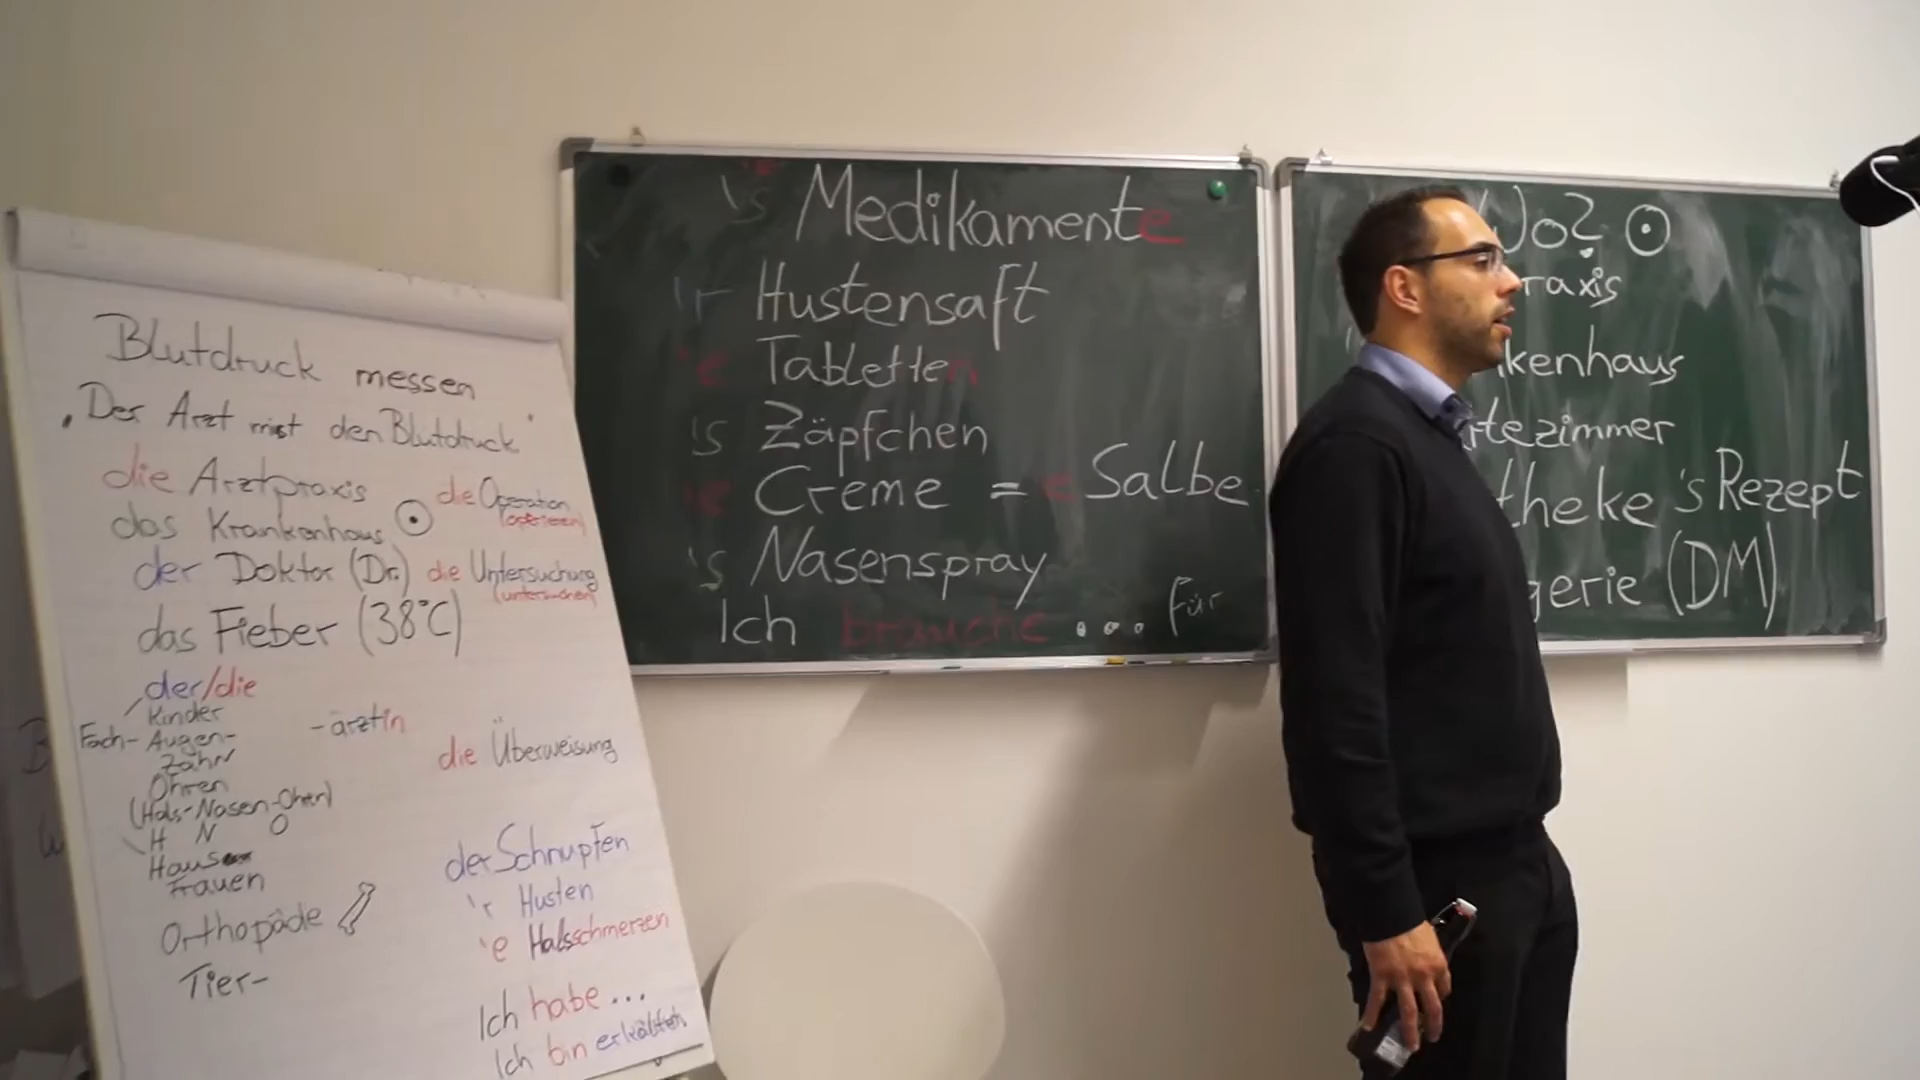 Blutdruck messen
"Der Arzt misst den Blutdruck"
die Arztpraxis
die Operation
(operieren)
das Krankenhaus
der Doktor (Dr.)
die Untersuchung
(untersuchen)
das Fieber (38°C)
der/die
Kinder
Fach- Augen-
-ärztin
Zahn
Ohren
(Hals-Nasen-Ohren)
H N O
Haus
Frauen
Orthopäde
Tier-
die Überweisung
der Schnupfen
'r Husten
'e Halsschmerzen
Ich habe ...
Ich bin erkältet
's Medikamente
'r Hustensaft
'e Tabletten
's Zäpfchen
'e Creme = e Salbe
's Nasenspray
Ich brauche ... für
Wo?
raxis
kenhaus
tezimmer
theke 's Rezept
gerie (DM)